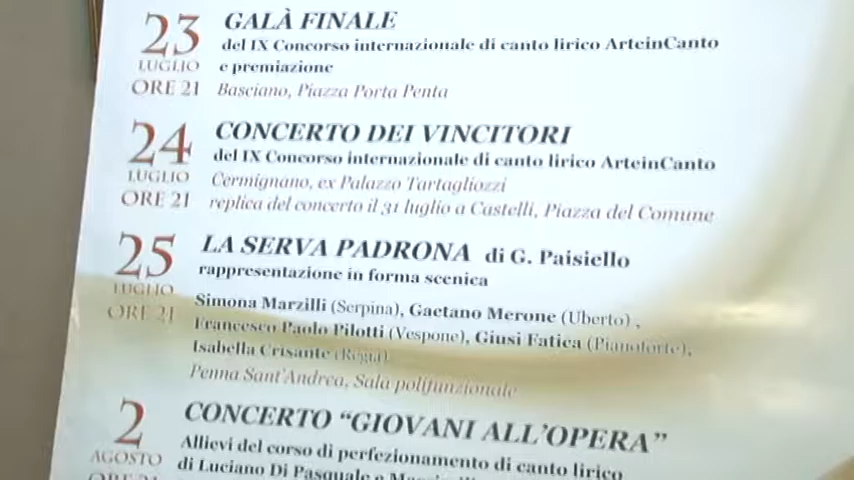 23
LUGLIO
ORE 21
GALÀ FINALE
del IX Concorso internazionale di canto lirico ArteinCanto
e premiazione
Basciano, Piazza Porta Penta
24
LUGLIO
ORE 21
CONCERTO DEI VINCITORI
del IX Concorso internazionale di canto lirico ArteinCanto
Cermignano, ex Palazzo Tartagliozzi
replica del concerto il 31 luglio a Castelli, Piazza del Comune
25
LUGLIO
ORE 21
LA SERVA PADRONA di G. Paisiello
rappresentazione in forma scenica
Simona Marzilli (Serpina), Gaetano Merone (Uberto),
Francesco Paolo Pilotti (Vespone), Giusi Fatica (Pianoforte),
Isabella Crisante (Regia)
Penna Sant'Andrea, Sala polifunzionale
2
AGOSTO
ORE 21
CONCERTO "GIOVANI ALL'OPERA"
Allievi del corso di perfezionamento di canto lirico
di Luciano Di Pasquale e